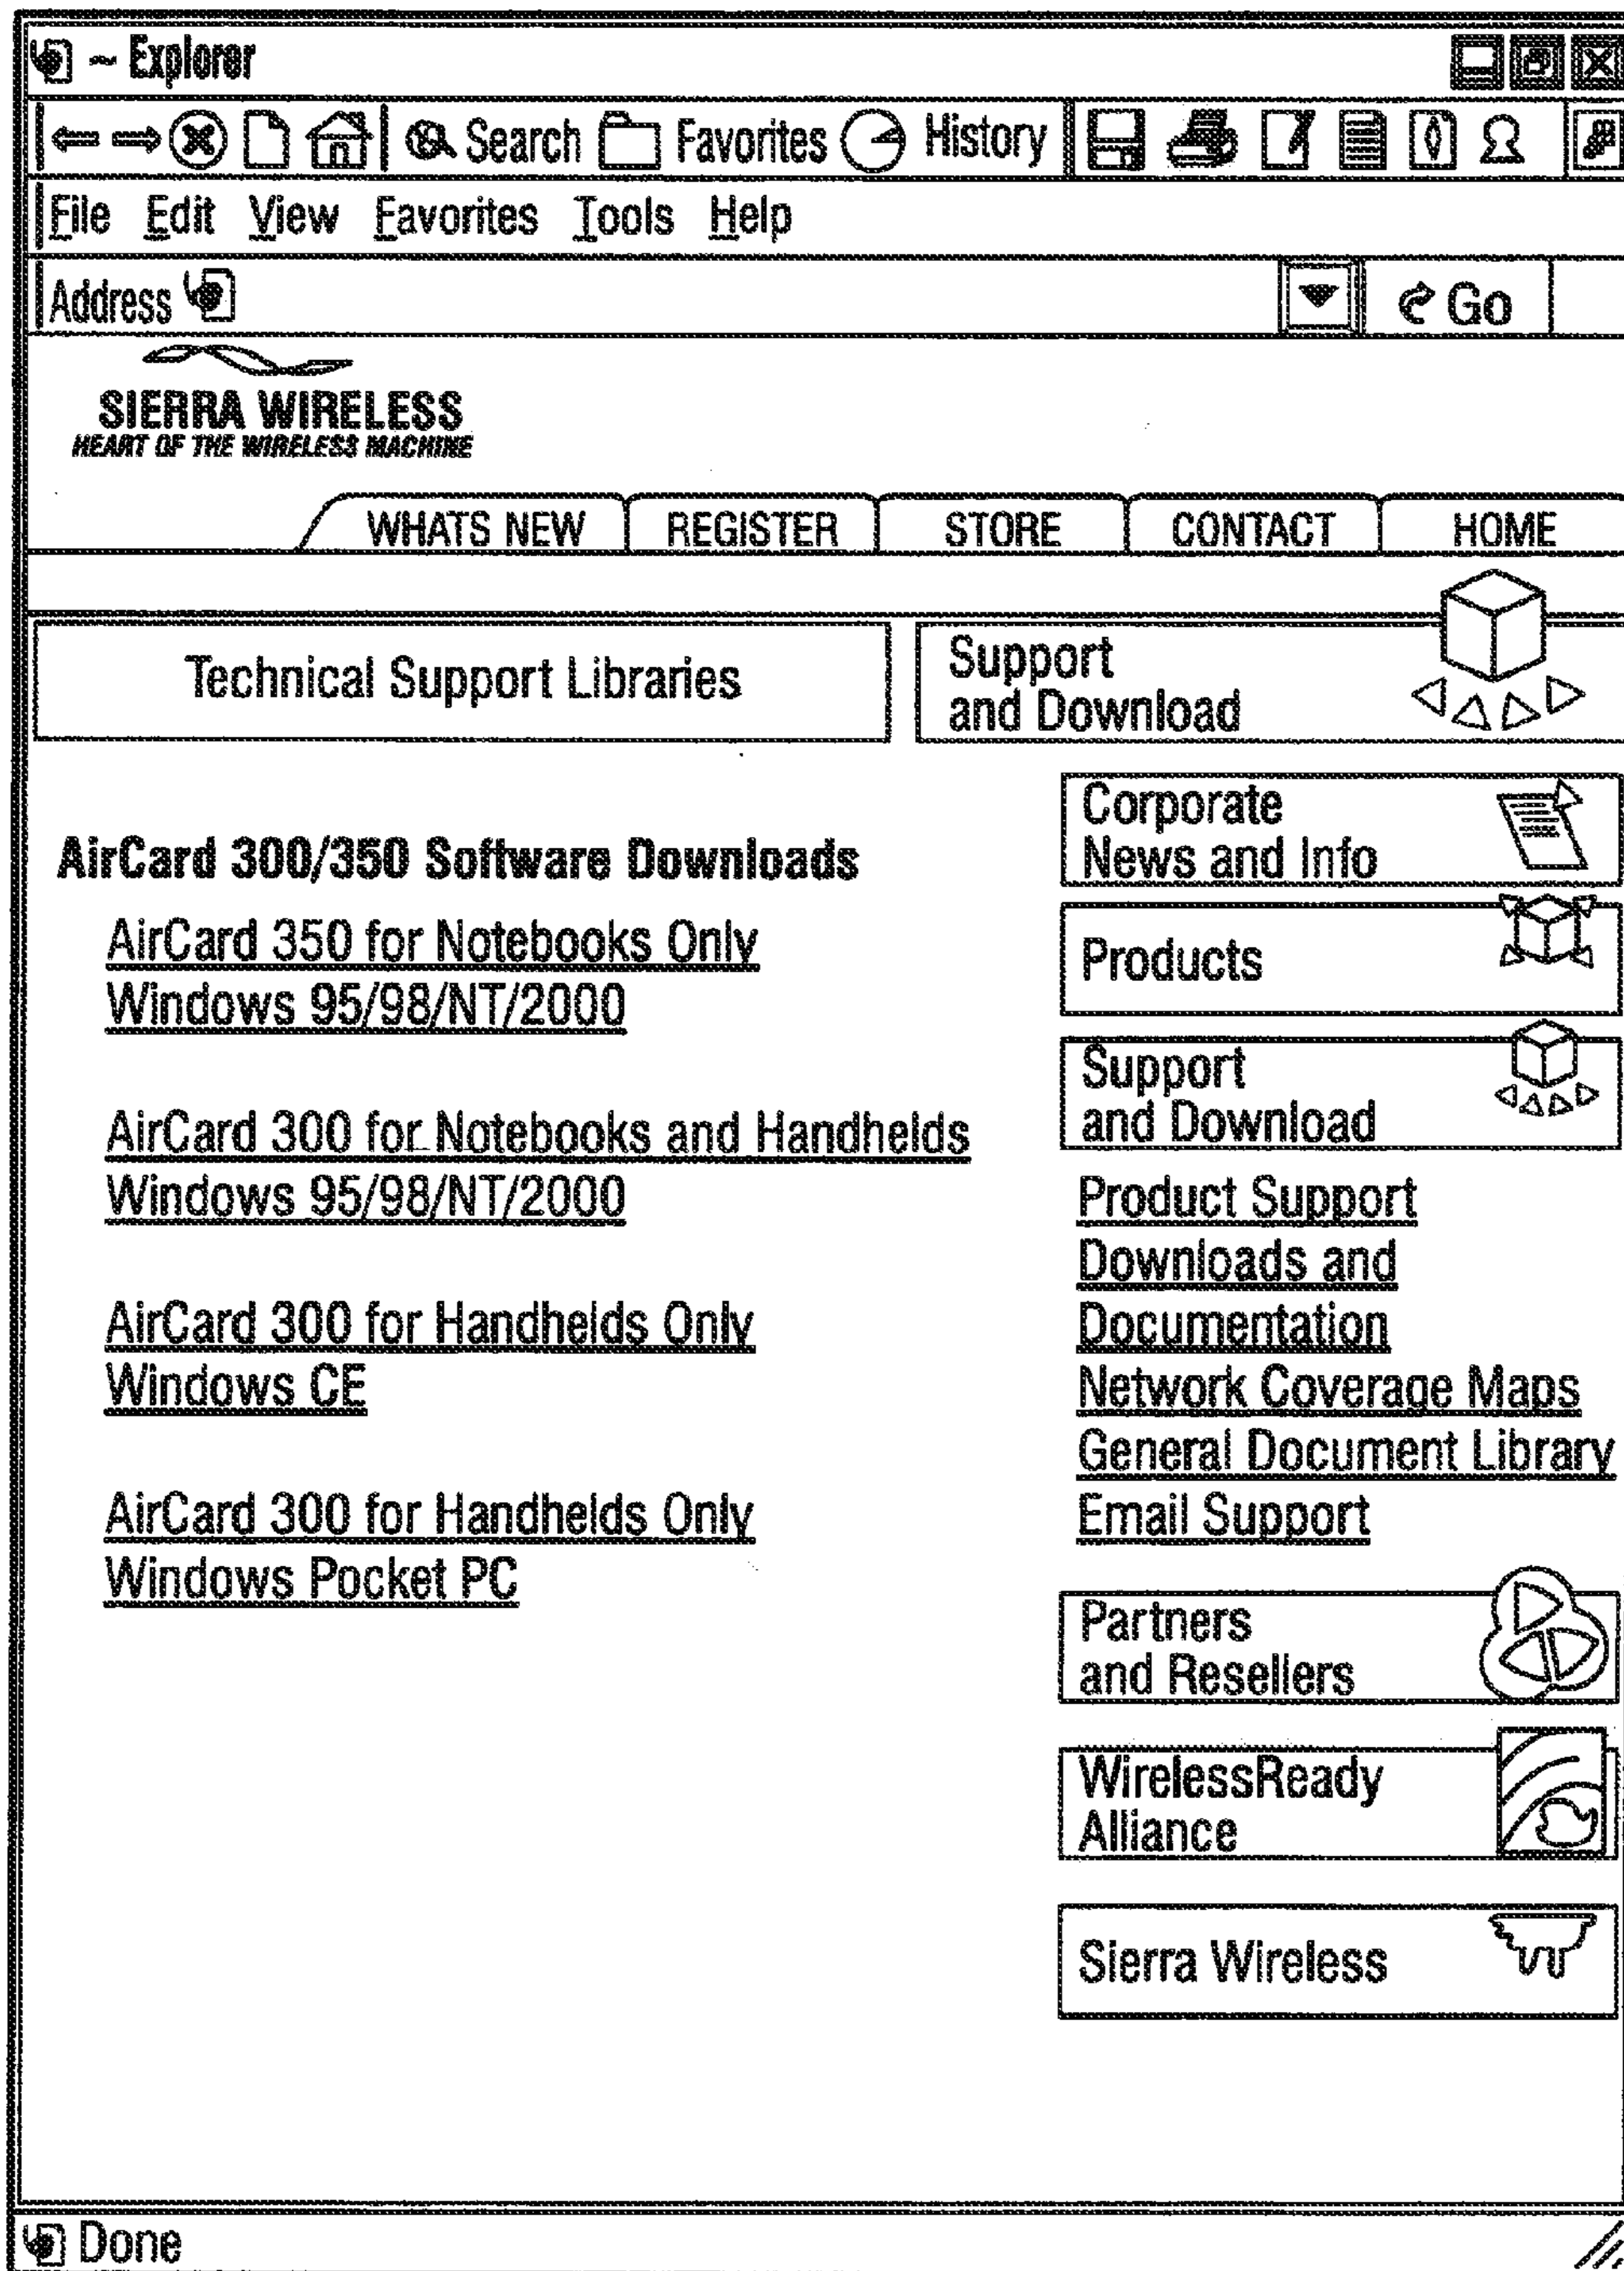 ~ Explorer
Search Favorites History
File Edit View Favorites Tools Help
Address Go
SIERRA WIRELESS
HEART OF THE WIRELESS MACHINE
WHATS NEW REGISTER STORE CONTACT HOME
Technical Support Libraries
Support
and Download
AirCard 300/350 Software Downloads
AirCard 350 for Notebooks Only
Windows 95/98/NT/2000
AirCard 300 for Notebooks and Handhelds
Windows 95/98/NT/2000
AirCard 300 for Handhelds Only
Windows CE
AirCard 300 for Handhelds Only
Windows Pocket PC
Corporate
News and Info
Products
Support
and Download
Product Support
Downloads and
Documentation
Network Coverage Maps
General Document Library
Email Support
Partners
and Resellers
WirelessReady
Alliance
Sierra Wireless
Done